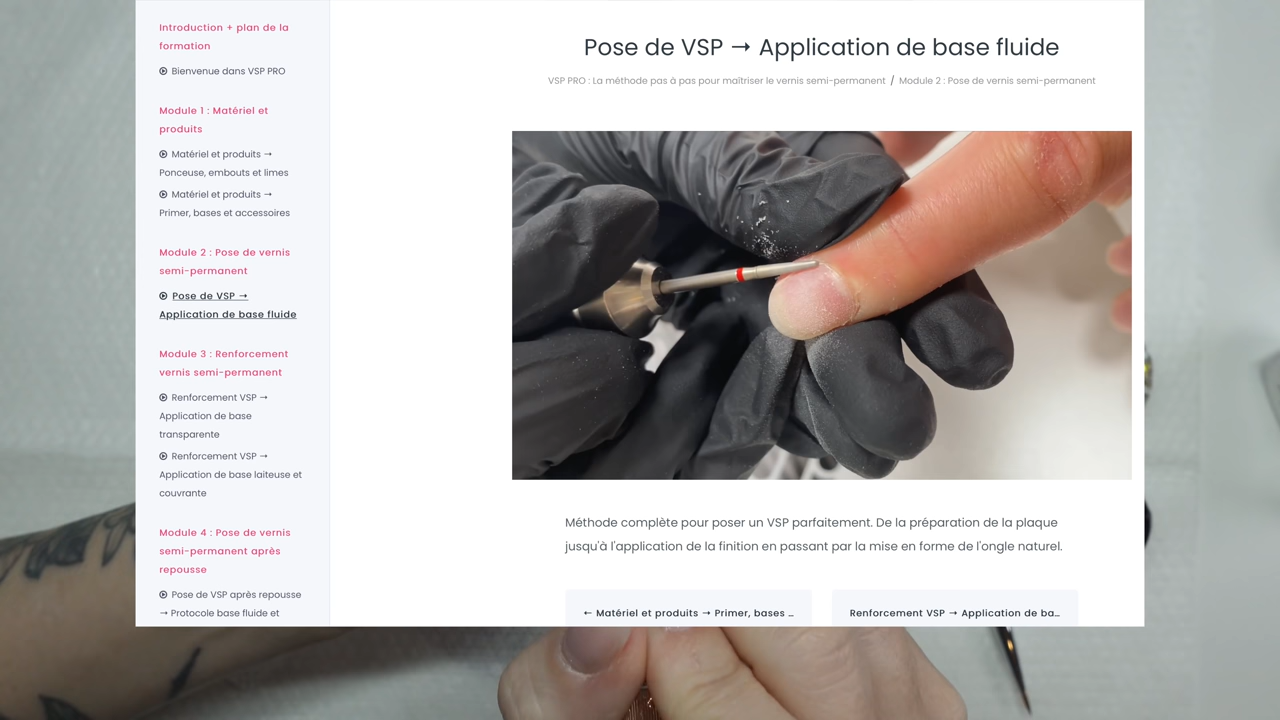 Introduction + plan de la
formation
Bienvenue dans VSP PRO
Module 1 : Matériel et
produits
Matériel et produits →
Ponceuse, embouts et limes
Matériel et produits →
Primer, bases et accessoires
Module 2 : Pose de vernis
semi-permanent
Pose de VSP →
Application de base fluide
Module 3 : Renforcement
vernis semi-permanent
Renforcement VSP →
Application de base
transparente
Renforcement VSP →
Application de base laiteuse et
couvrante
Module 4 : Pose de vernis
semi-permanent après
repousse
Pose de VSP après repousse
→ Protocole base fluide et
Pose de VSP → Application de base fluide
VSP PRO : La méthode pas à pas pour maîtriser le vernis semi-permanent / Module 2 : Pose de vernis semi-permanent
Méthode complète pour poser un VSP parfaitement. De la préparation de la plaque
jusqu'à l'application de la finition en passant par la mise en forme de l'ongle naturel.
← Matériel et produits → Primer, bases …
Renforcement VSP → Application de ba…